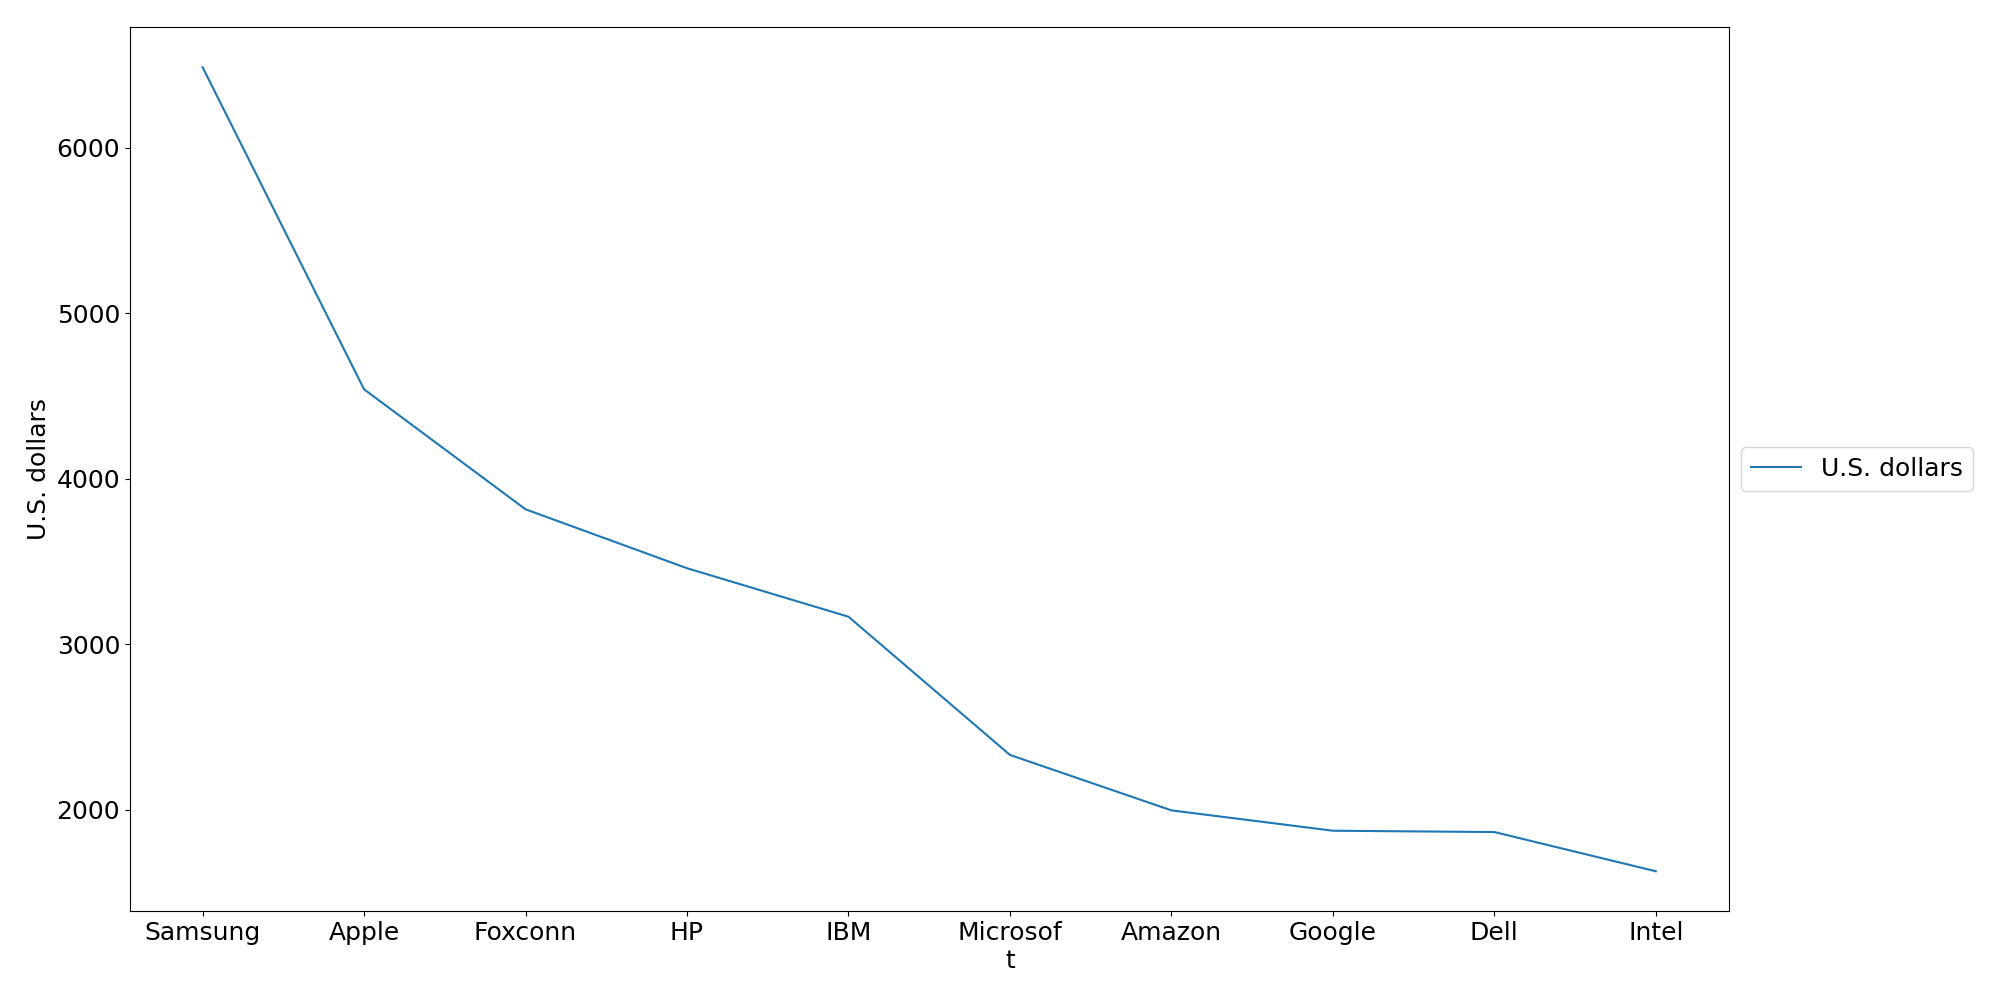 U.S. dollars
6000
5000
4000
3000
2000
Samsung
Apple
Foxconn
HP
IBM
Microsof
t
Amazon
Google
Dell
Intel
U.S. dollars